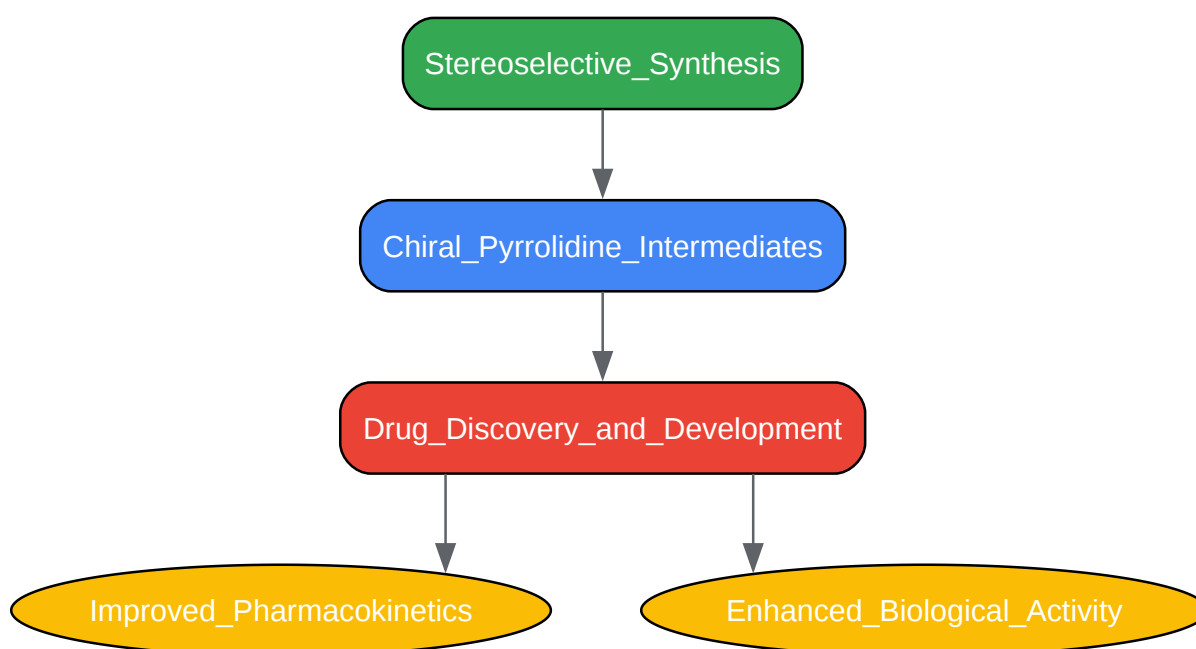 Stereoselective_Synthesis
Chiral_Pyrrolidine_Intermediates
Drug_Discovery_and_Development
Improved_Pharmacokinetics
Enhanced_Biological_Activity